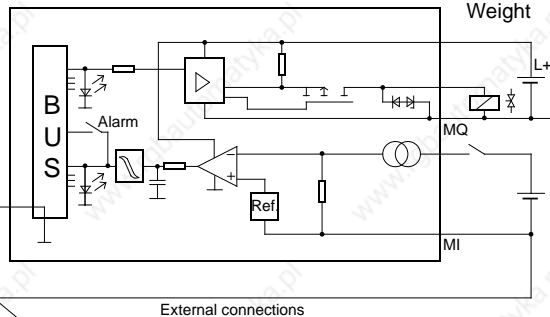 Weight
L+
B
U
S
Alarm
MQ
Ref.
MI
External connections